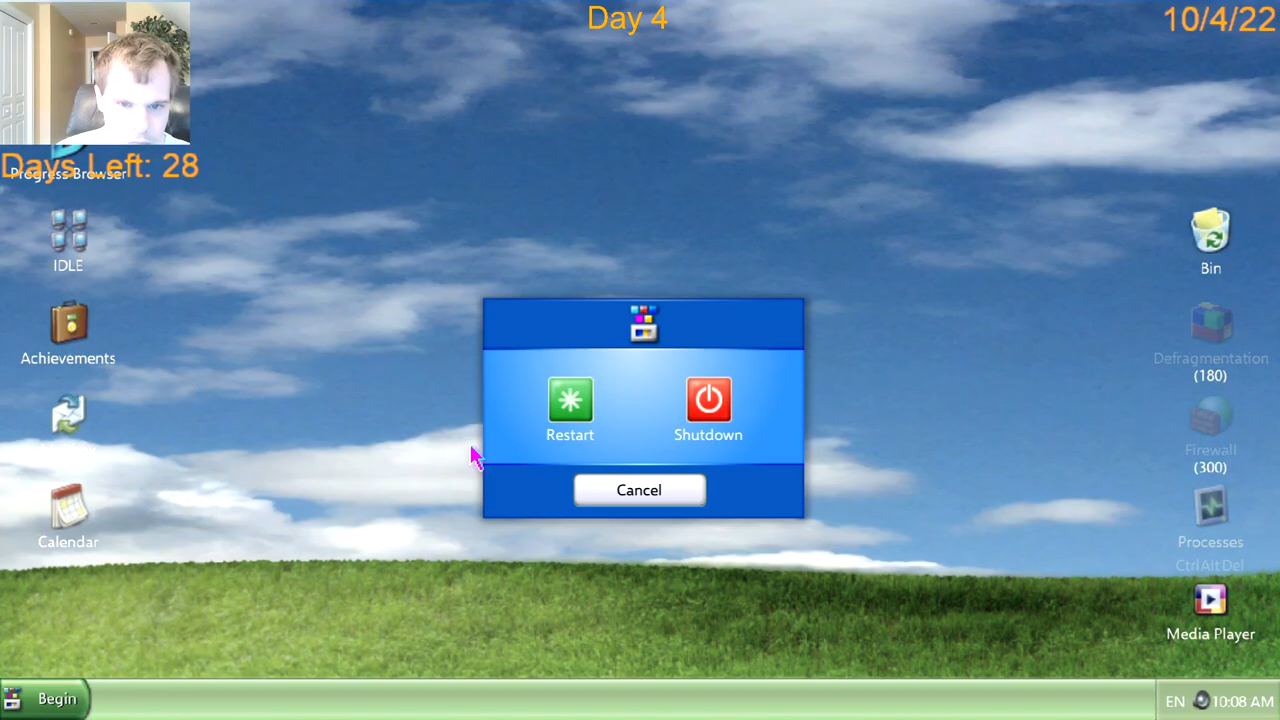 Day 4
10/4/22
Days Left: 28
Progress Browser
IDLE
Achievements
Calendar
Restart
Shutdown
Cancel
Bin
Defragmentation
(180)
Firewall
(300)
Processes
CtrlAltDel
Media Player
Begin
EN 10:08 AM